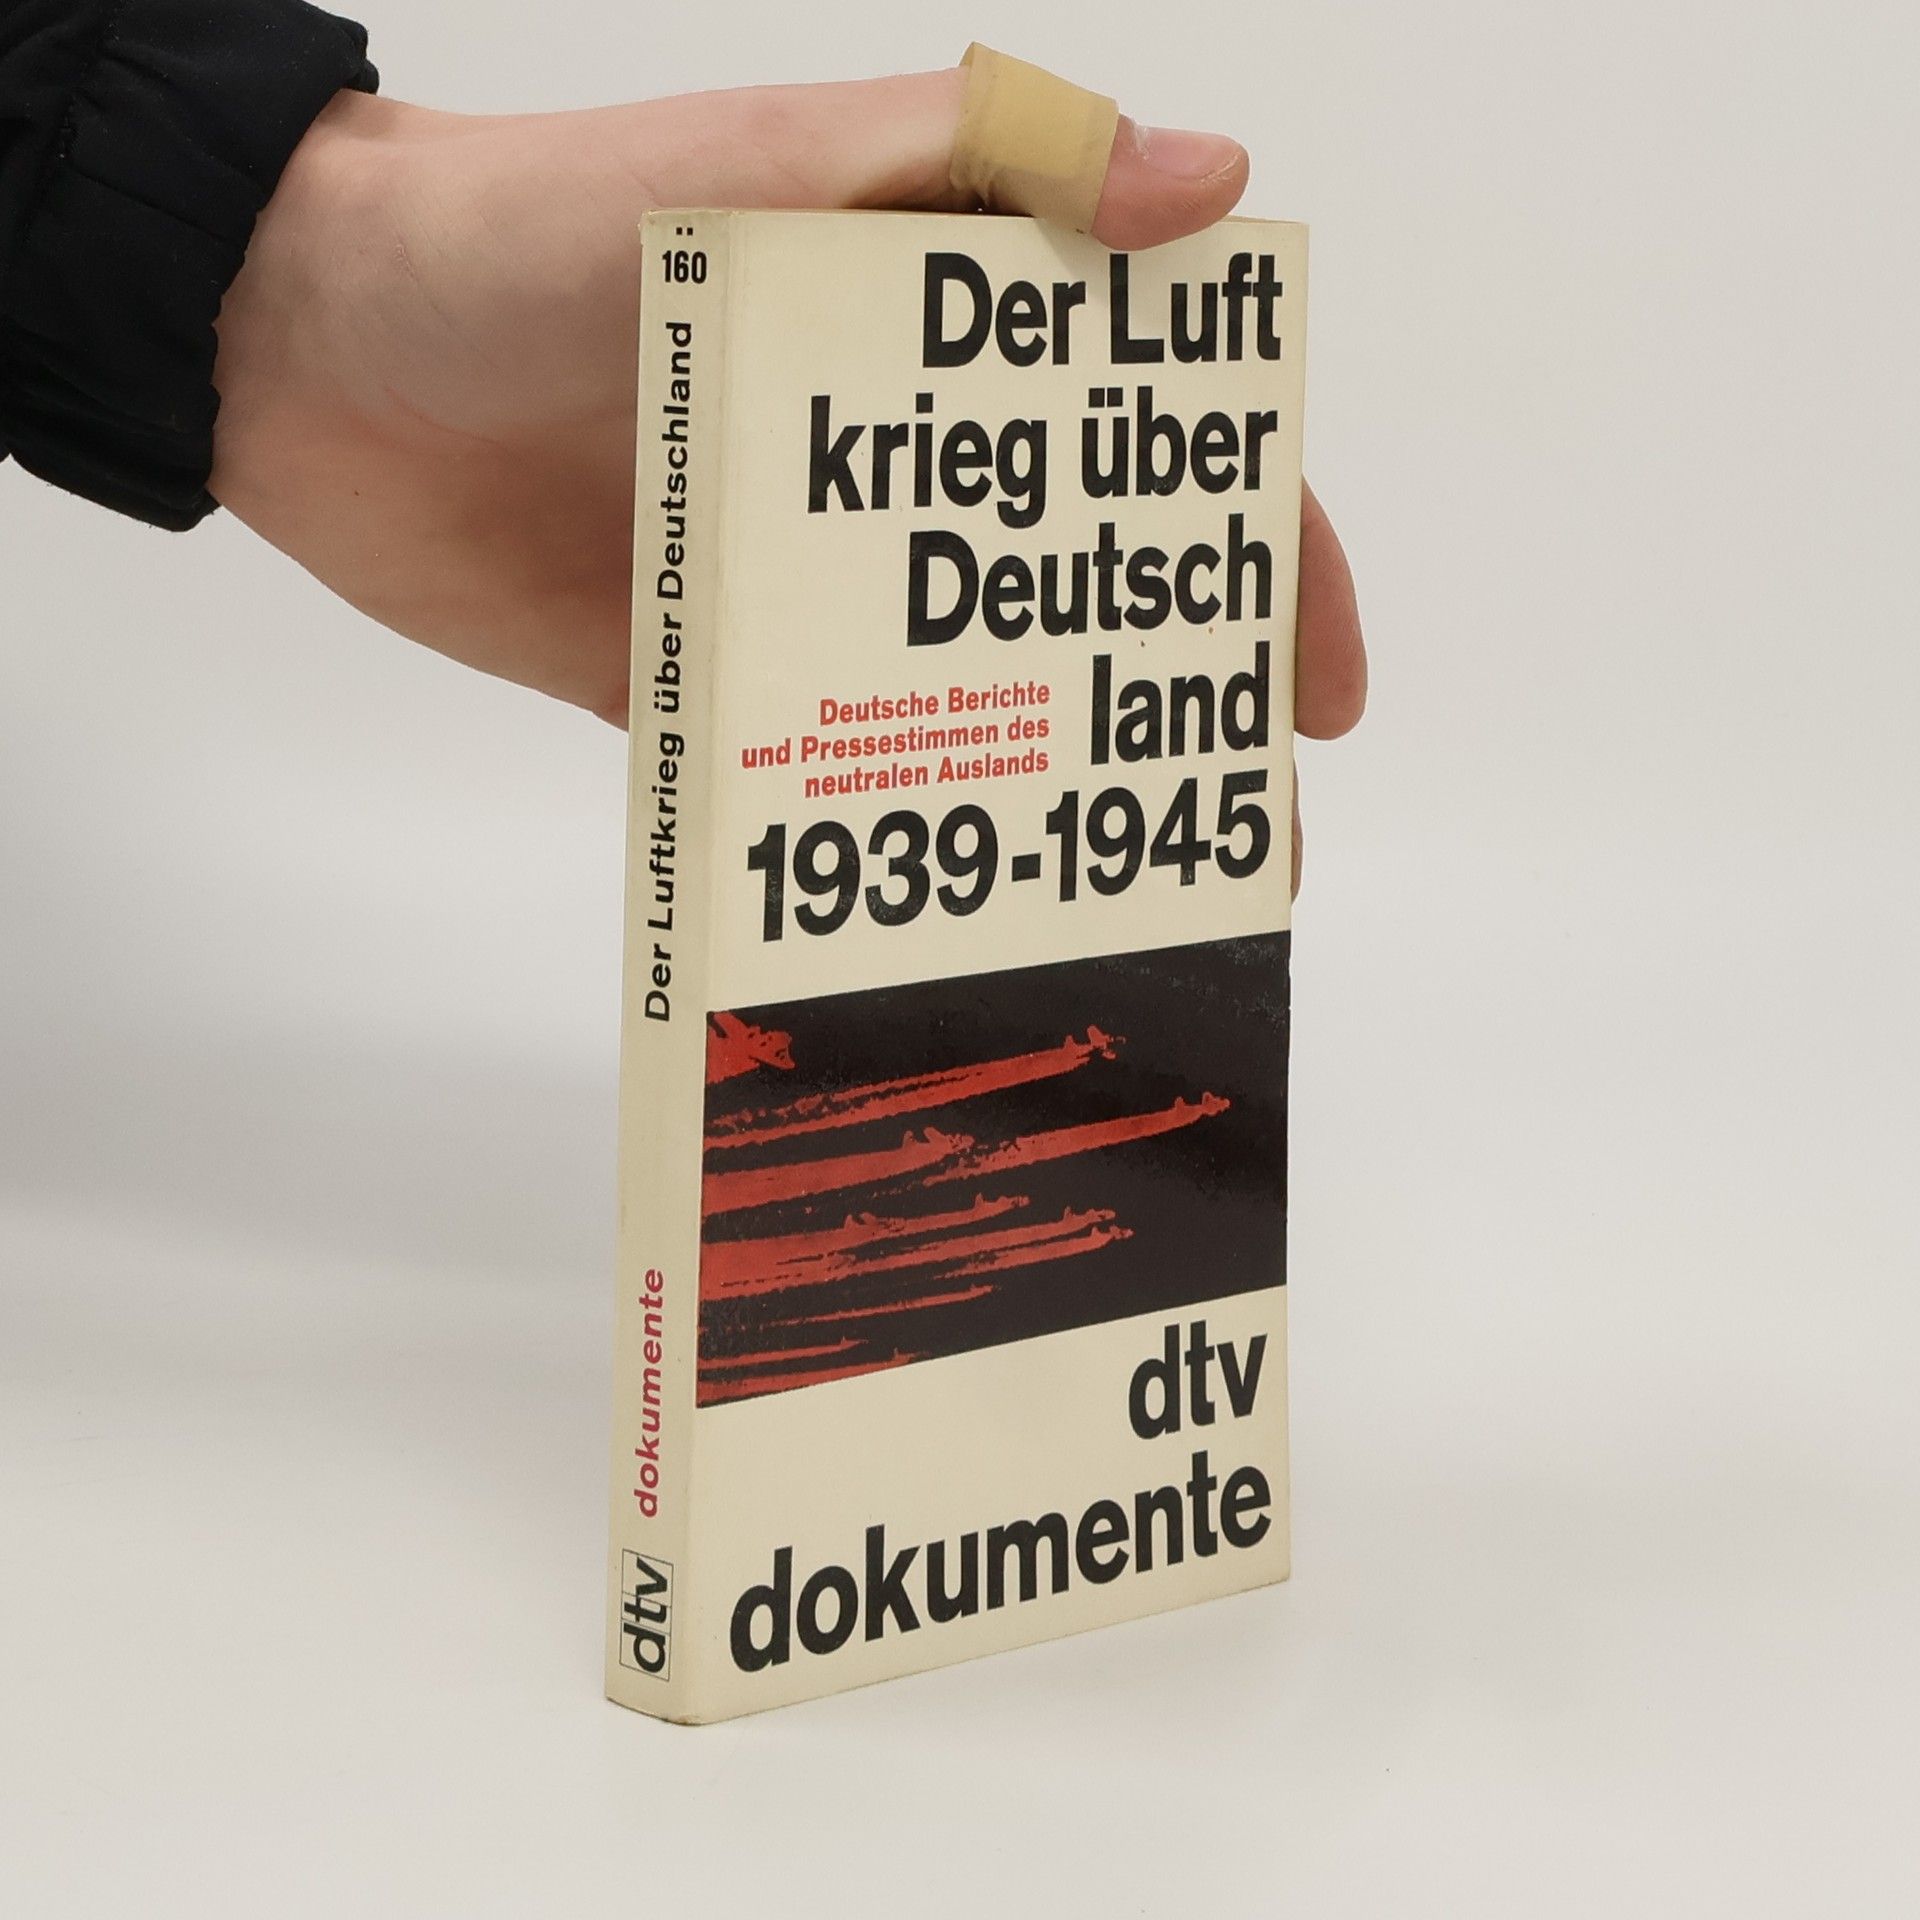 160
Der Luftkrieg über Deutschland
dokumente
dtv
Der Luft
krieg über
Deutsch
land
Deutsche Berichte
und Pressestimmen des
neutralen Auslands
1939-1945
dtv
dokumente